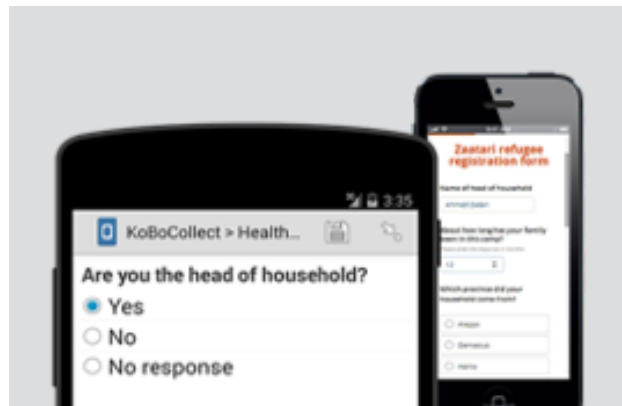 3:35
KoBoCollect > Health...
Are you the head of household?
Yes
No
No response
Zaatari refugee
registration form
Name of head of household
About how long has your family
been in this camp?
Which province did your
household come from?
Aleppo
Damascus
Hama